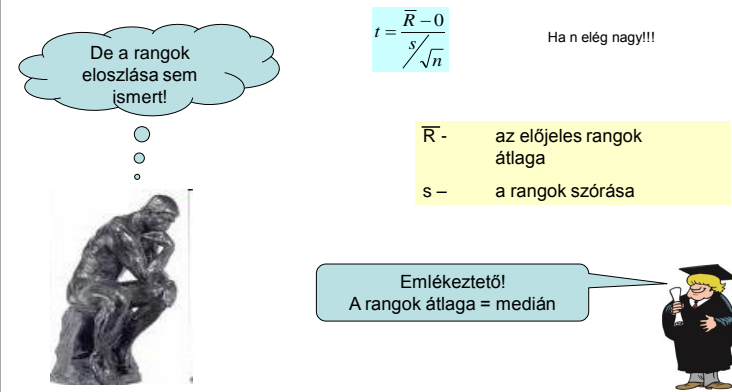 De a rangok
eloszlása sem
ismert!
t = (R̅ − 0) / (s/√n)
Ha n elég nagy!!!
R̅ - az előjeles rangok
átlaga
s – a rangok szórása
Emlékeztető!
A rangok átlaga = medián